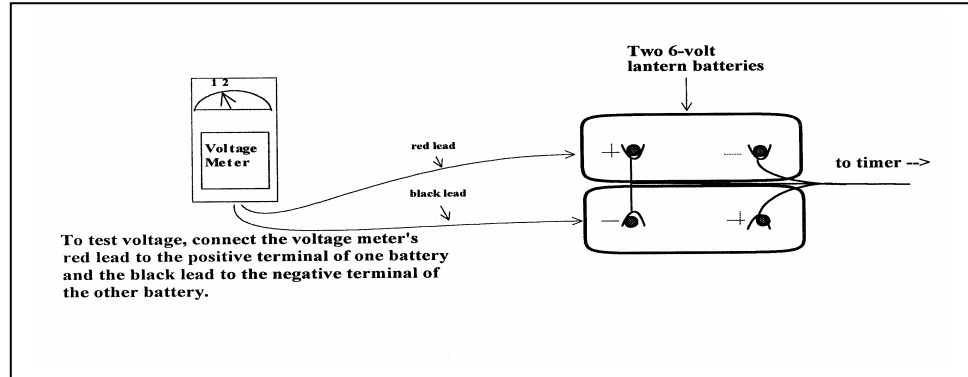 Two 6-volt
lantern batteries
1 2
Voltage
Meter
red lead
+
—
to timer -->
black lead
—
+
To test voltage, connect the voltage meter's
red lead to the positive terminal of one battery
and the black lead to the negative terminal of
the other battery.